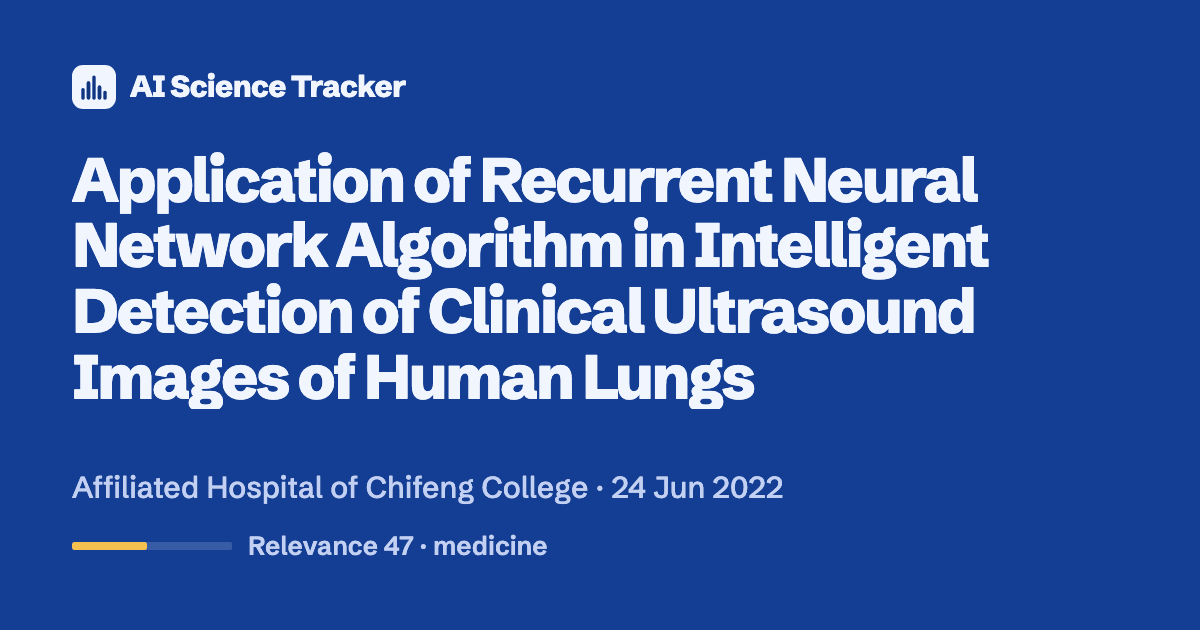 AI Science Tracker
Application of Recurrent Neural
Network Algorithm in Intelligent
Detection of Clinical Ultrasound
Images of Human Lungs
Affiliated Hospital of Chifeng College · 24 Jun 2022
Relevance 47 · medicine